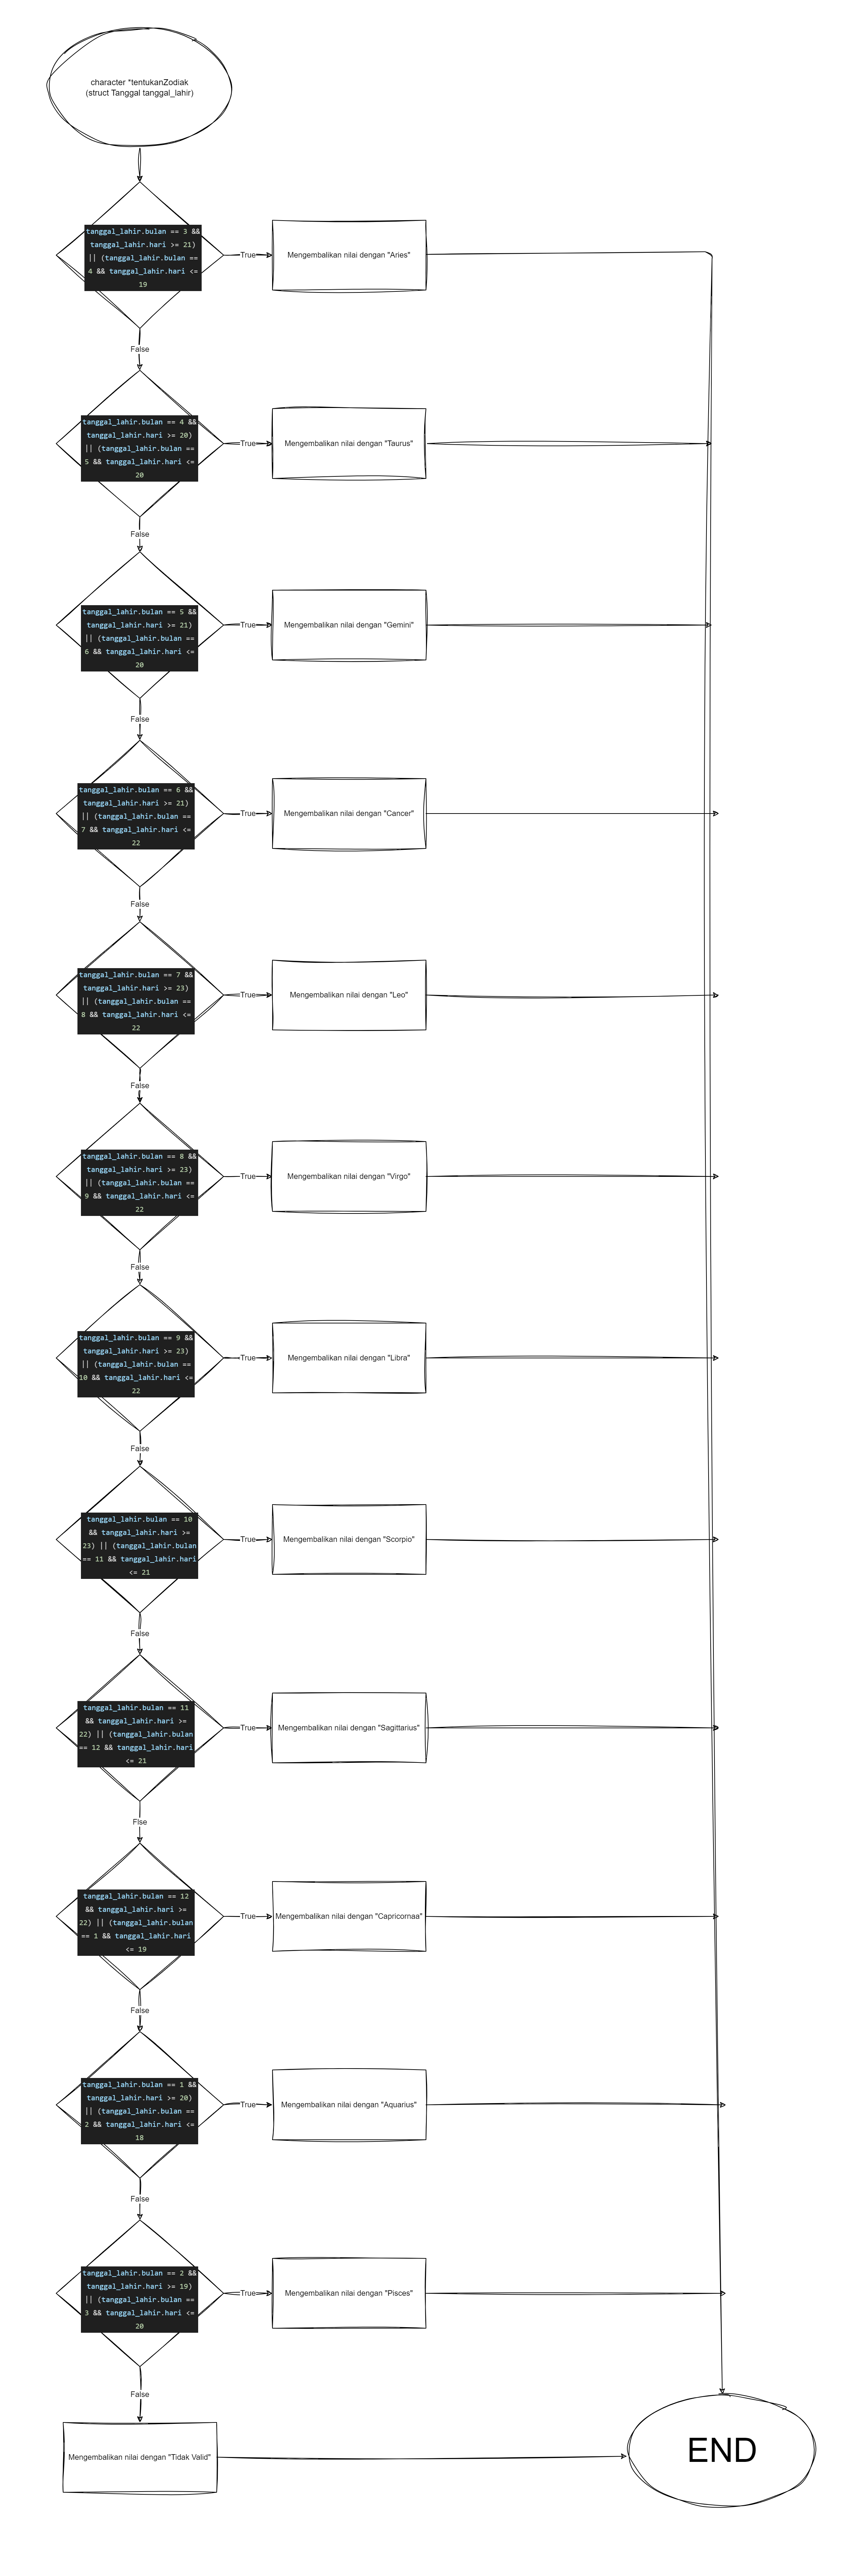 character *tentukanZodiak
(struct Tanggal tanggal_lahir)
tanggal_lahir.bulan == 3 &&
tanggal_lahir.hari >= 21)
|| (tanggal_lahir.bulan ==
4 && tanggal_lahir.hari <=
19
True
Mengembalikan nilai dengan "Aries"
False
tanggal_lahir.bulan == 4 &&
tanggal_lahir.hari >= 20)
|| (tanggal_lahir.bulan ==
5 && tanggal_lahir.hari <=
20
True
Mengembalikan nilai dengan "Taurus"
False
tanggal_lahir.bulan == 5 &&
tanggal_lahir.hari >= 21)
|| (tanggal_lahir.bulan ==
6 && tanggal_lahir.hari <=
20
True
Mengembalikan nilai dengan "Gemini"
False
tanggal_lahir.bulan == 6 &&
tanggal_lahir.hari >= 21)
|| (tanggal_lahir.bulan ==
7 && tanggal_lahir.hari <=
22
True
Mengembalikan nilai dengan "Cancer"
False
tanggal_lahir.bulan == 7 &&
tanggal_lahir.hari >= 23)
|| (tanggal_lahir.bulan ==
8 && tanggal_lahir.hari <=
22
True
Mengembalikan nilai dengan "Leo"
False
tanggal_lahir.bulan == 8 &&
tanggal_lahir.hari >= 23)
|| (tanggal_lahir.bulan ==
9 && tanggal_lahir.hari <=
22
True
Mengembalikan nilai dengan "Virgo"
False
tanggal_lahir.bulan == 9 &&
tanggal_lahir.hari >= 23)
|| (tanggal_lahir.bulan ==
10 && tanggal_lahir.hari <=
22
True
Mengembalikan nilai dengan "Libra"
False
tanggal_lahir.bulan == 10
&& tanggal_lahir.hari >=
23) || (tanggal_lahir.bulan
== 11 && tanggal_lahir.hari
<= 21
True
Mengembalikan nilai dengan "Scorpio"
False
tanggal_lahir.bulan == 11
&& tanggal_lahir.hari >=
22) || (tanggal_lahir.bulan
== 12 && tanggal_lahir.hari
<= 21
True
Mengembalikan nilai dengan "Sagittarius"
Flse
tanggal_lahir.bulan == 12
&& tanggal_lahir.hari >=
22) || (tanggal_lahir.bulan
== 1 && tanggal_lahir.hari
<= 19
True
Mengembalikan nilai dengan "Capricornaa"
False
tanggal_lahir.bulan == 1 &&
tanggal_lahir.hari >= 20)
|| (tanggal_lahir.bulan ==
2 && tanggal_lahir.hari <=
18
True
Mengembalikan nilai dengan "Aquarius"
False
tanggal_lahir.bulan == 2 &&
tanggal_lahir.hari >= 19)
|| (tanggal_lahir.bulan ==
3 && tanggal_lahir.hari <=
20
True
Mengembalikan nilai dengan "Pisces"
False
Mengembalikan nilai dengan "Tidak Valid"
END